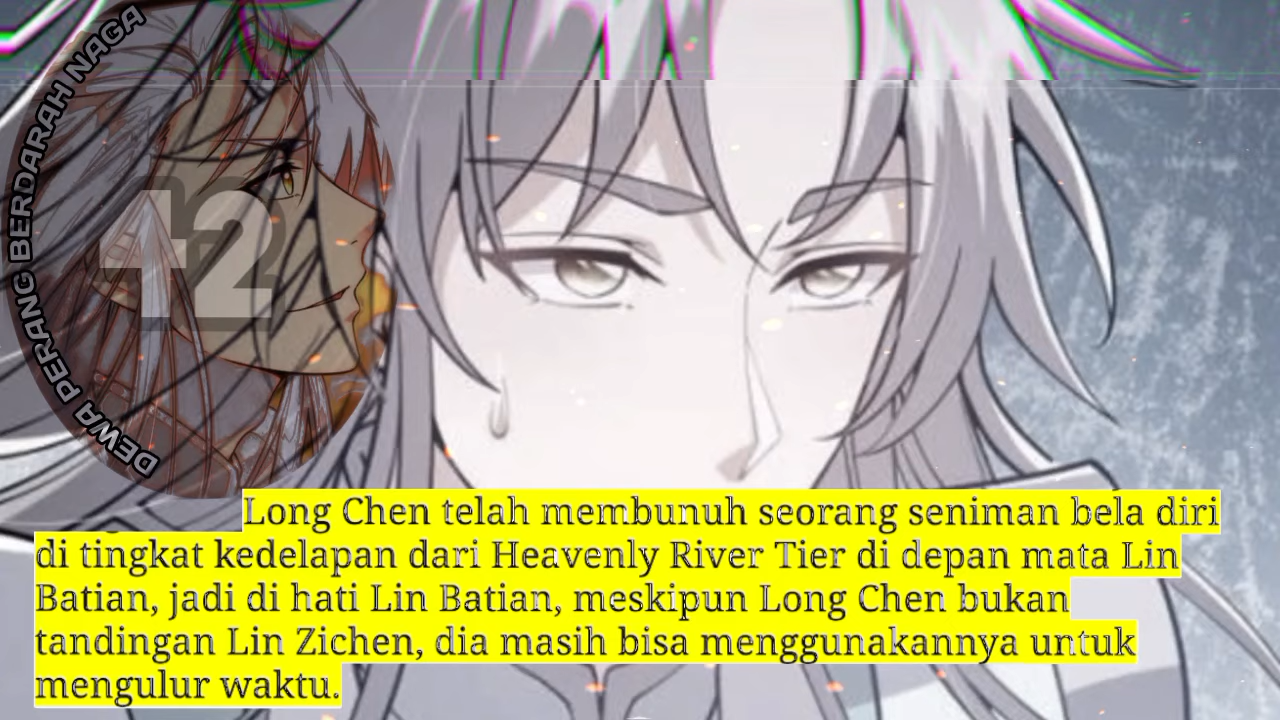 DEWA PERANG BERDARAH NAGA
42
Long Chen telah membunuh seorang seniman bela diri
di tingkat kedelapan dari Heavenly River Tier di depan mata Lin
Batian, jadi di hati Lin Batian, meskipun Long Chen bukan
tandingan Lin Zichen, dia masih bisa menggunakannya untuk
mengulur waktu.